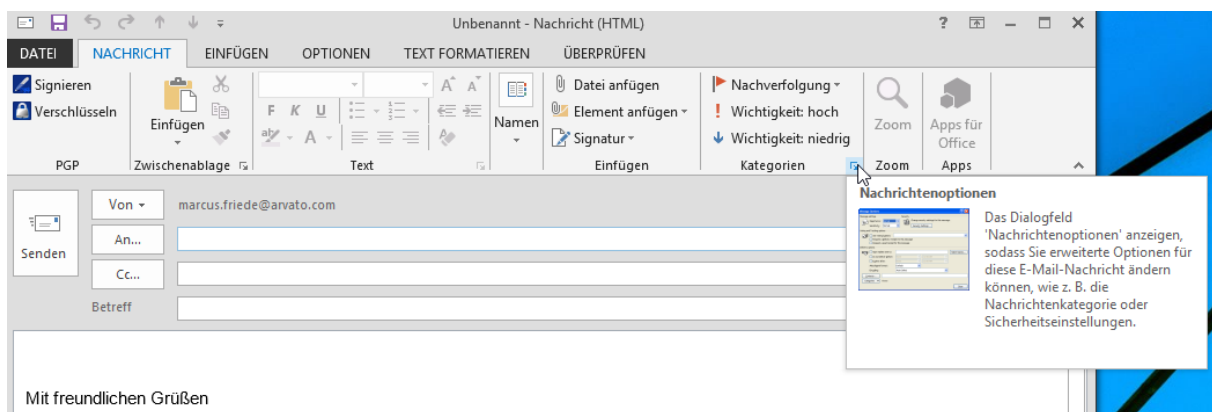 Unbenannt - Nachricht (HTML)
DATEI NACHRICHT EINFÜGEN OPTIONEN TEXT FORMATIEREN ÜBERPRÜFEN
Signieren
Verschlüsseln
PGP
Einfügen
Zwischenablage
F K U
A A
aby A
Text
Namen
Datei anfügen
Element anfügen
Signatur
Einfügen
Nachverfolgung
Wichtigkeit: hoch
Wichtigkeit: niedrig
Kategorien
Zoom
Zoom
Apps für
Office
Apps
Nachrichtenoptionen
Das Dialogfeld
'Nachrichtenoptionen' anzeigen,
sodass Sie erweiterte Optionen für
diese E-Mail-Nachricht ändern
können, wie z. B. die
Nachrichtenkategorie oder
Sicherheitseinstellungen.
Senden
Von marcus.friede@arvato.com
An...
Cc...
Betreff
Mit freundlichen Grüßen